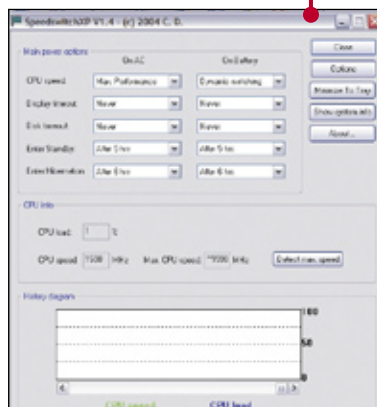 SpeedswitchXP V1.4 - (c) 2004 C. D.
Main power options
On AC On Battery
CPU speed Max. Performance Dynamic switching
Display timeout Never Never
Disk timeout Never Never
Enter Standby After 5 hrs After 5 hrs
Enter Hibernation After 6 hrs After 6 hrs
Close
Options
Minimize To Tray
Show system info
About...
CPU info
CPU load: 1 %
CPU speed 1500 MHz Max. CPU speed MHz Detect max. speed
History diagram
100
50
0
CPU speed CPU load